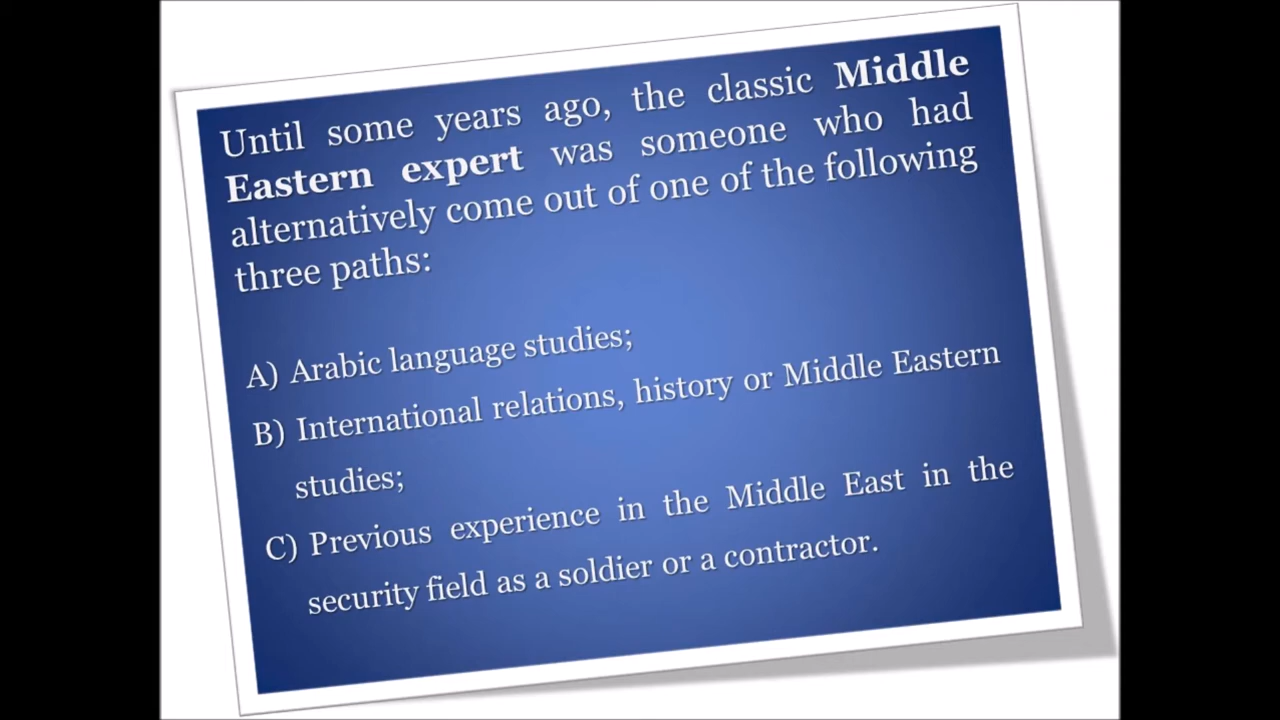 Until some years ago, the classic Middle
Eastern expert was someone who had
alternatively come out of one of the following
three paths:
A) Arabic language studies;
B) International relations, history or Middle Eastern
studies;
C) Previous experience in the Middle East in the
security field as a soldier or a contractor.